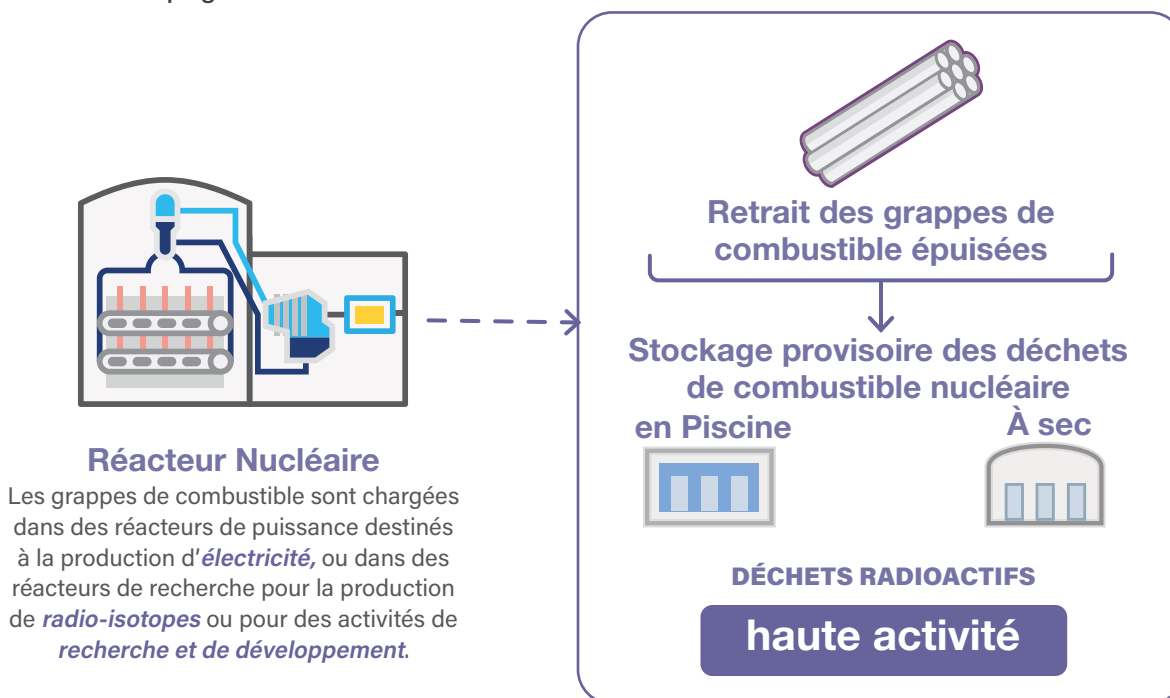 Réacteur Nucléaire
Les grappes de combustible sont chargées
dans des réacteurs de puissance destinés
à la production d'électricité, ou dans des
réacteurs de recherche pour la production
de radio-isotopes ou pour des activités de
recherche et de développement.
Retrait des grappes de
combustible épuisées
Stockage provisoire des déchets
de combustible nucléaire
en Piscine
À sec
DÉCHETS RADIOACTIFS
haute activité